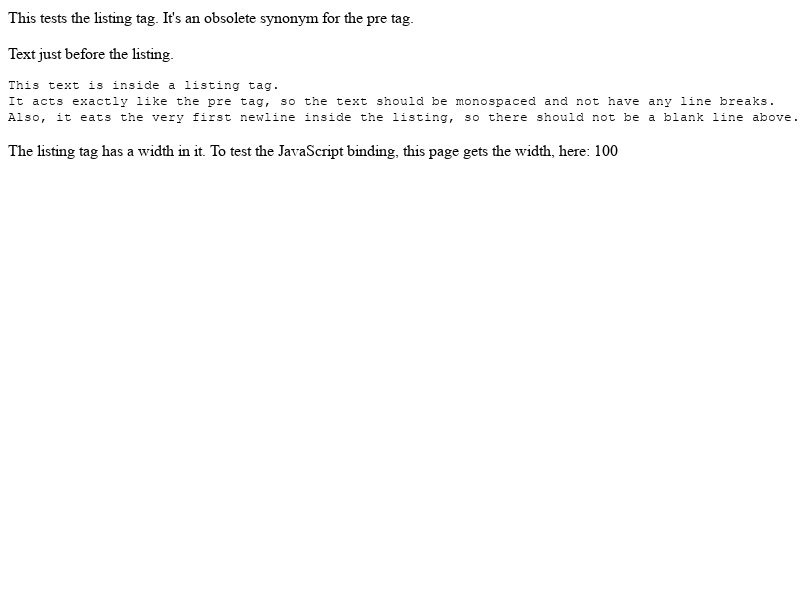 This tests the listing tag. It's an obsolete synonym for the pre tag.
Text just before the listing.
This text is inside a listing tag.
It acts exactly like the pre tag, so the text should be monospaced and not have any line breaks.
Also, it eats the very first newline inside the listing, so there should not be a blank line above.
The listing tag has a width in it. To test the JavaScript binding, this page gets the width, here: 100